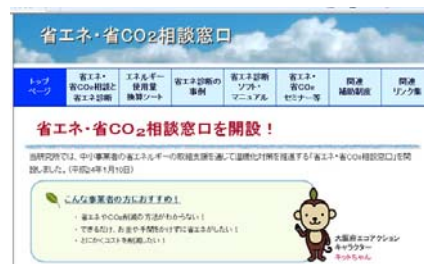 省エネ・省CO2相談窓口
トップ
ページ
省エネ・
省CO2相談と
省エネ診断
エネルギー
使用量
換算シート
省エネ診断の
事例
省エネ診断
ソフト・
マニュアル
省エネ・
省CO2
セミナー等
関連
補助制度
関連
リンク集
省エネ・省CO2相談窓口を開設！
当研究所では、中小事業者の省エネルギーの取組支援を通じて温暖化対策を推進する「省エネ・省CO2相談窓口」を開
設しました。（平成24年1月10日）
こんな事業者の方におすすめ！
・ 省エネやCO2削減の方法がわからない！
・ できるだけ、お金や手間をかけずに省エネがしたい！
・ とにかくコストを削減したい！
大阪府エコアクション
キャラクター
モットちゃん